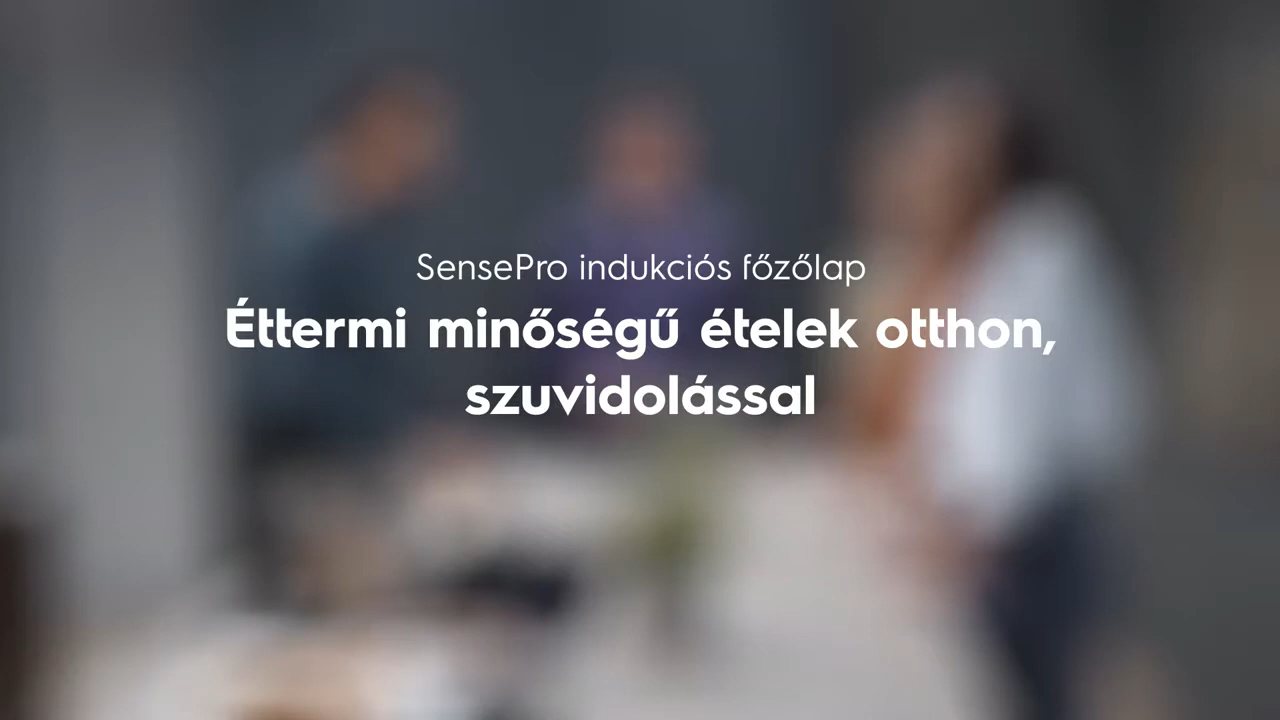 SensePro indukciós főzőlap
Éttermi minőségű ételek otthon,
szuvidolással